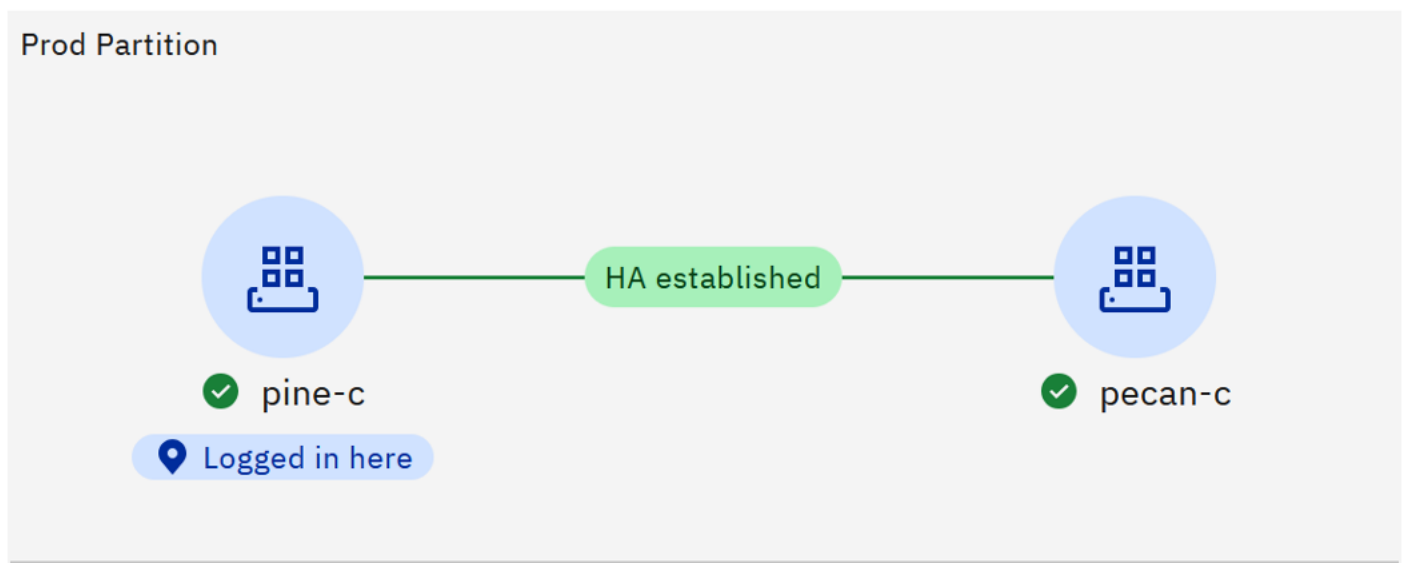 Prod Partition
HA established
pine-c
pecan-c
Logged in here